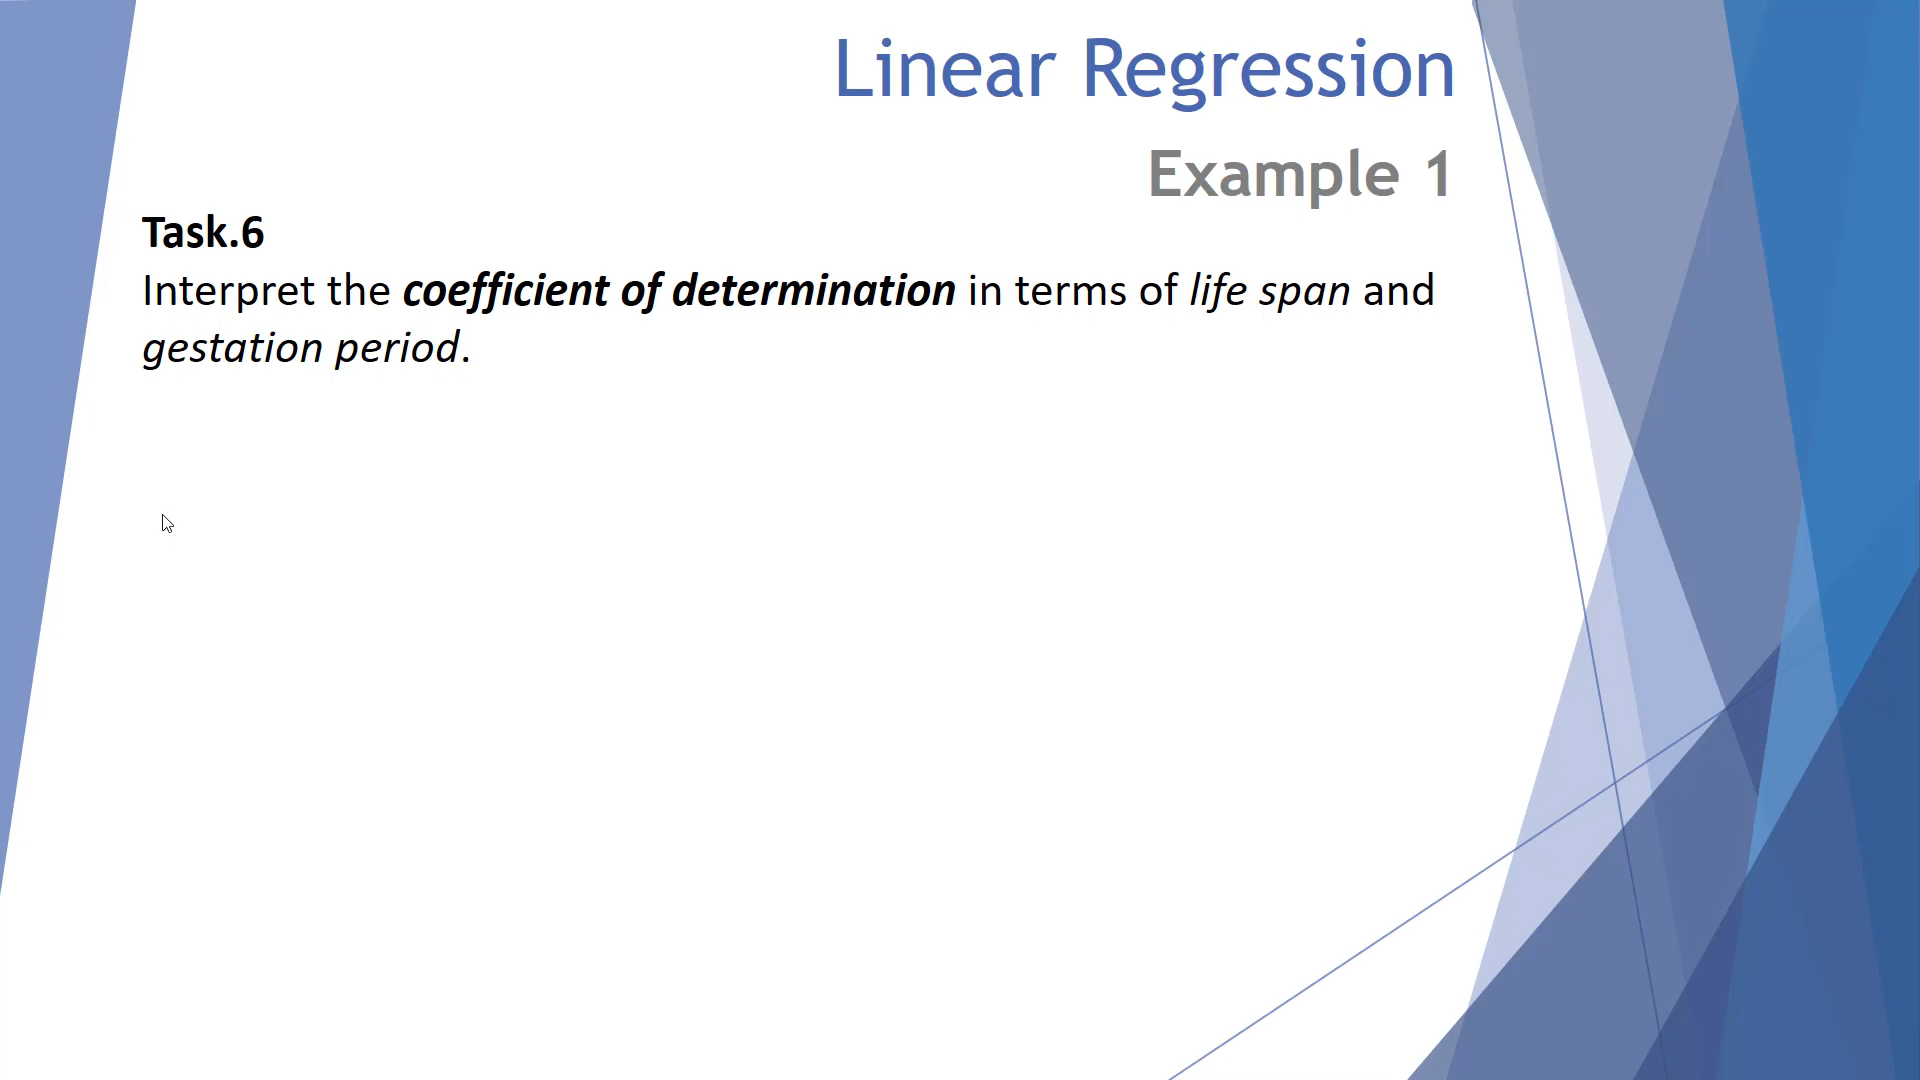 Linear Regression
Example 1
Task.6
Interpret the coefficient of determination in terms of life span and
gestation period.